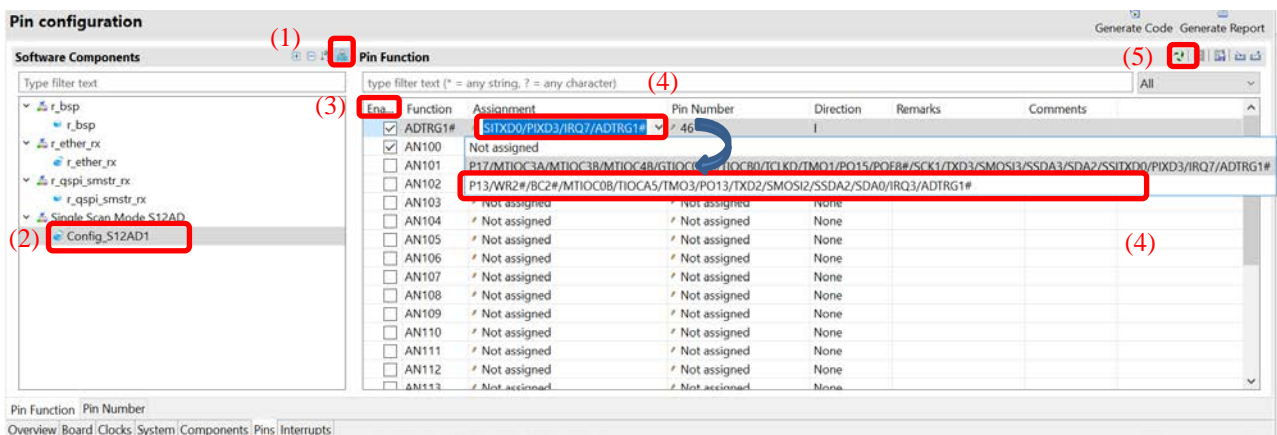 Pin configuration
Generate Code Generate Report
(1)
(5)
Software Components
Pin Function
Type filter text
type filter text (* = any string, ? = any character)
(4)
All
(3)
Ena... Function Assignment Pin Number Direction Remarks Comments
r_bsp
r_bsp
r_ether_rx
r_ether_rx
r_qspi_smstr_rx
r_qspi_smstr_rx
Single Scan Mode S12AD
(2)
Config_S12AD1
ADTRG1# SITXD0/PIXD3/IRQ7/ADTRG1# 46 I
AN100 Not assigned
AN101 P17/MTIOC3A/MTIOC3B/MTIOC4B/ TIOCB0/TCLKD/TMO1/PO15/POE8#/SCK1/TXD3/SMOSI3/SSDA3/SDA2/SSITXD0/PIXD3/IRQ7/ADTRG1#
AN102 P13/WR2#/BC2#/MTIOC0B/TIOCA5/TMO3/PO13/TXD2/SMOSI2/SSDA2/SDA0/IRQ3/ADTRG1#
AN103 Not assigned Not assigned None
AN104 Not assigned Not assigned None
(4)
AN105 Not assigned Not assigned None
AN106 Not assigned Not assigned None
AN107 Not assigned Not assigned None
AN108 Not assigned Not assigned None
AN109 Not assigned Not assigned None
AN110 Not assigned Not assigned None
AN111 Not assigned Not assigned None
AN112 Not assigned Not assigned None
AN113 Not assigned Not assigned None
Pin Function Pin Number
Overview Board Clocks System Components Pins Interrupts